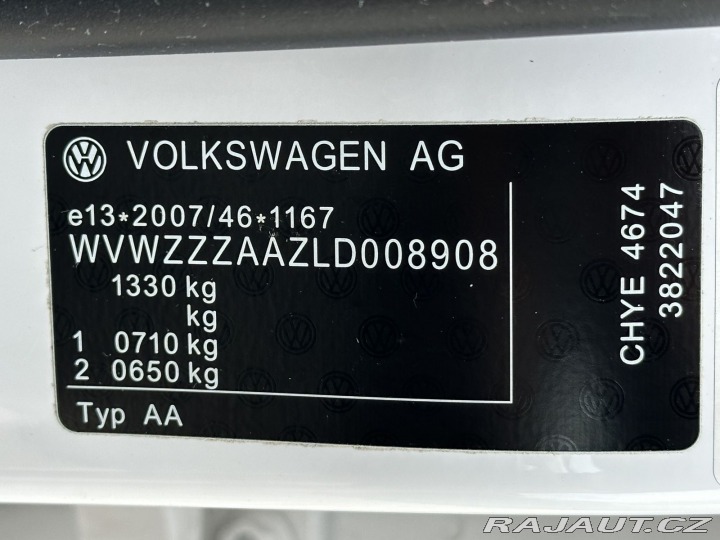 VOLKSWAGEN AG
e13*2007/46*1167
WVWZZZAAZLD008908
1330 kg
kg
1 0710 kg
2 0650 kg
Typ AA
CHYE 4674
3822047
RAJAUT.CZ